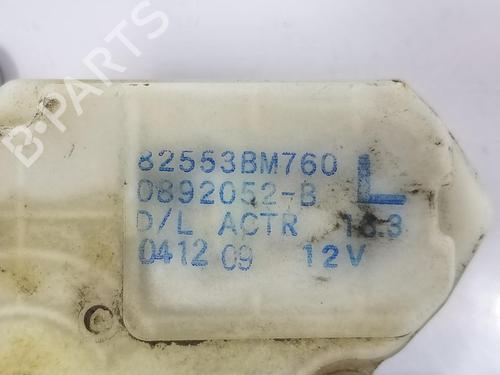 B-PARTS
82553BM760
0892052-B L
D/L ACTR 16.3
0412 09 12V